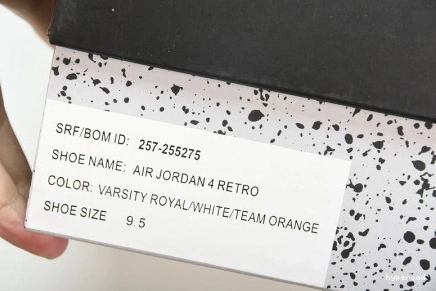 SRF/BOM ID: 257-255275
SHOE NAME: AIR JORDAN 4 RETRO
COLOR: VARSITY ROYAL/WHITE/TEAM ORANGE
SHOE SIZE 9.5
hyperoad